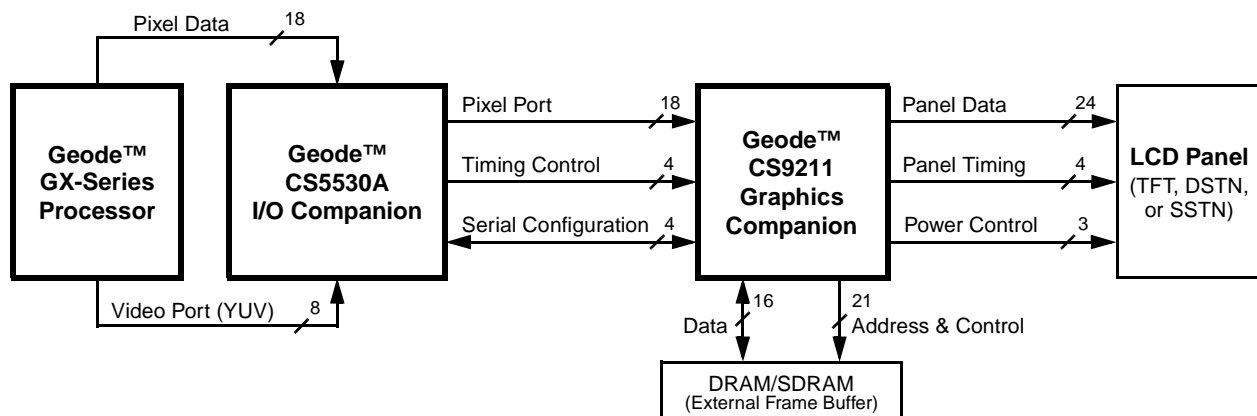 Pixel Data
18
Geode™
GX-Series
Processor
Geode™
CS5530A
I/O Companion
Video Port (YUV)
8
Pixel Port
18
Timing Control
4
Serial Configuration
4
Geode™
CS9211
Graphics
Companion
Panel Data
24
Panel Timing
4
Power Control
3
LCD Panel
(TFT, DSTN,
or SSTN)
16
Data
21
Address & Control
DRAM/SDRAM
(External Frame Buffer)